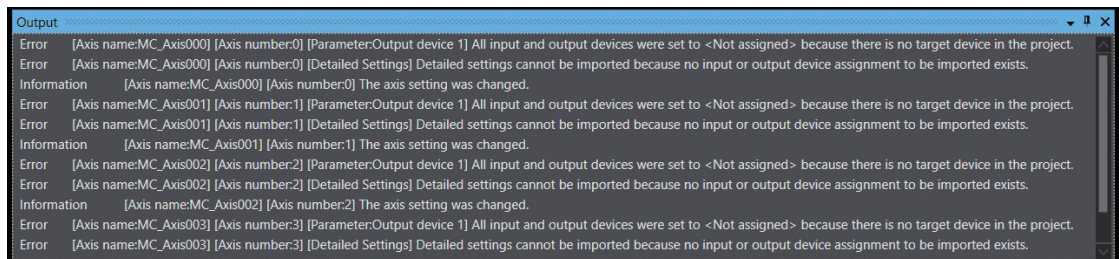 Output
Error [Axis name:MC_Axis000] [Axis number:0] [Parameter:Output device 1] All input and output devices were set to <Not assigned> because there is no target device in the project.
Error [Axis name:MC_Axis000] [Axis number:0] [Detailed Settings] Detailed settings cannot be imported because no input or output device assignment to be imported exists.
Information [Axis name:MC_Axis000] [Axis number:0] The axis setting was changed.
Error [Axis name:MC_Axis001] [Axis number:1] [Parameter:Output device 1] All input and output devices were set to <Not assigned> because there is no target device in the project.
Error [Axis name:MC_Axis001] [Axis number:1] [Detailed Settings] Detailed settings cannot be imported because no input or output device assignment to be imported exists.
Information [Axis name:MC_Axis001] [Axis number:1] The axis setting was changed.
Error [Axis name:MC_Axis002] [Axis number:2] [Parameter:Output device 1] All input and output devices were set to <Not assigned> because there is no target device in the project.
Error [Axis name:MC_Axis002] [Axis number:2] [Detailed Settings] Detailed settings cannot be imported because no input or output device assignment to be imported exists.
Information [Axis name:MC_Axis002] [Axis number:2] The axis setting was changed.
Error [Axis name:MC_Axis003] [Axis number:3] [Parameter:Output device 1] All input and output devices were set to <Not assigned> because there is no target device in the project.
Error [Axis name:MC_Axis003] [Axis number:3] [Detailed Settings] Detailed settings cannot be imported because no input or output device assignment to be imported exists.